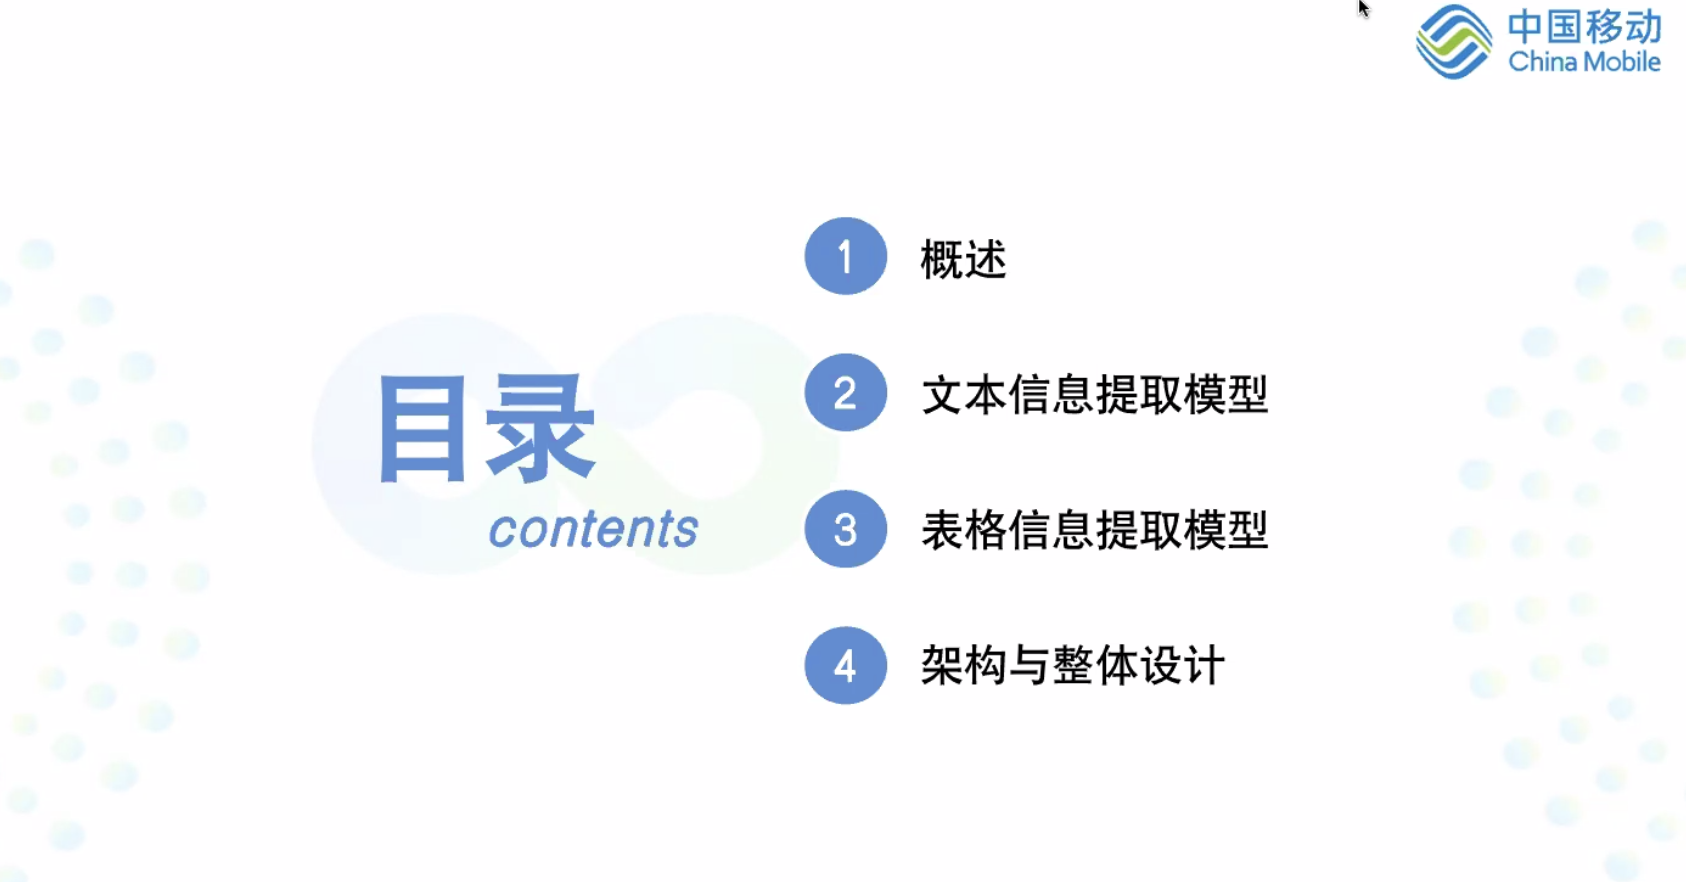 中国移动
China Mobile
目录
contents
1 概述
2 文本信息提取模型
3 表格信息提取模型
4 架构与整体设计